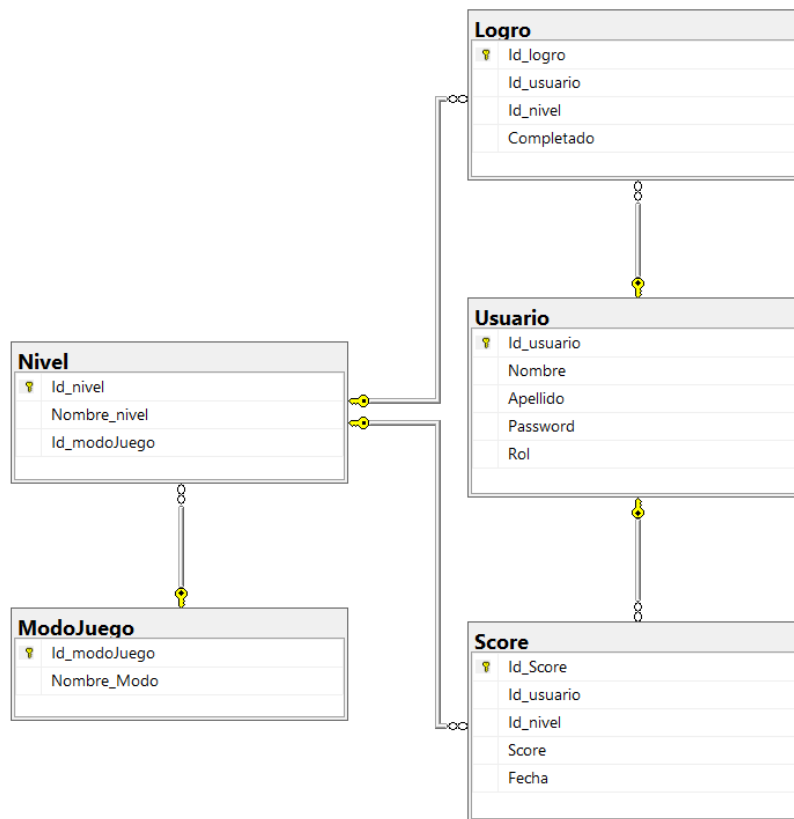 Logro
Id_logro
Id_usuario
Id_nivel
Completado
Usuario
Id_usuario
Nombre
Apellido
Password
Rol
Nivel
Id_nivel
Nombre_nivel
Id_modoJuego
ModoJuego
Id_modoJuego
Nombre_Modo
Score
Id_Score
Id_usuario
Id_nivel
Score
Fecha